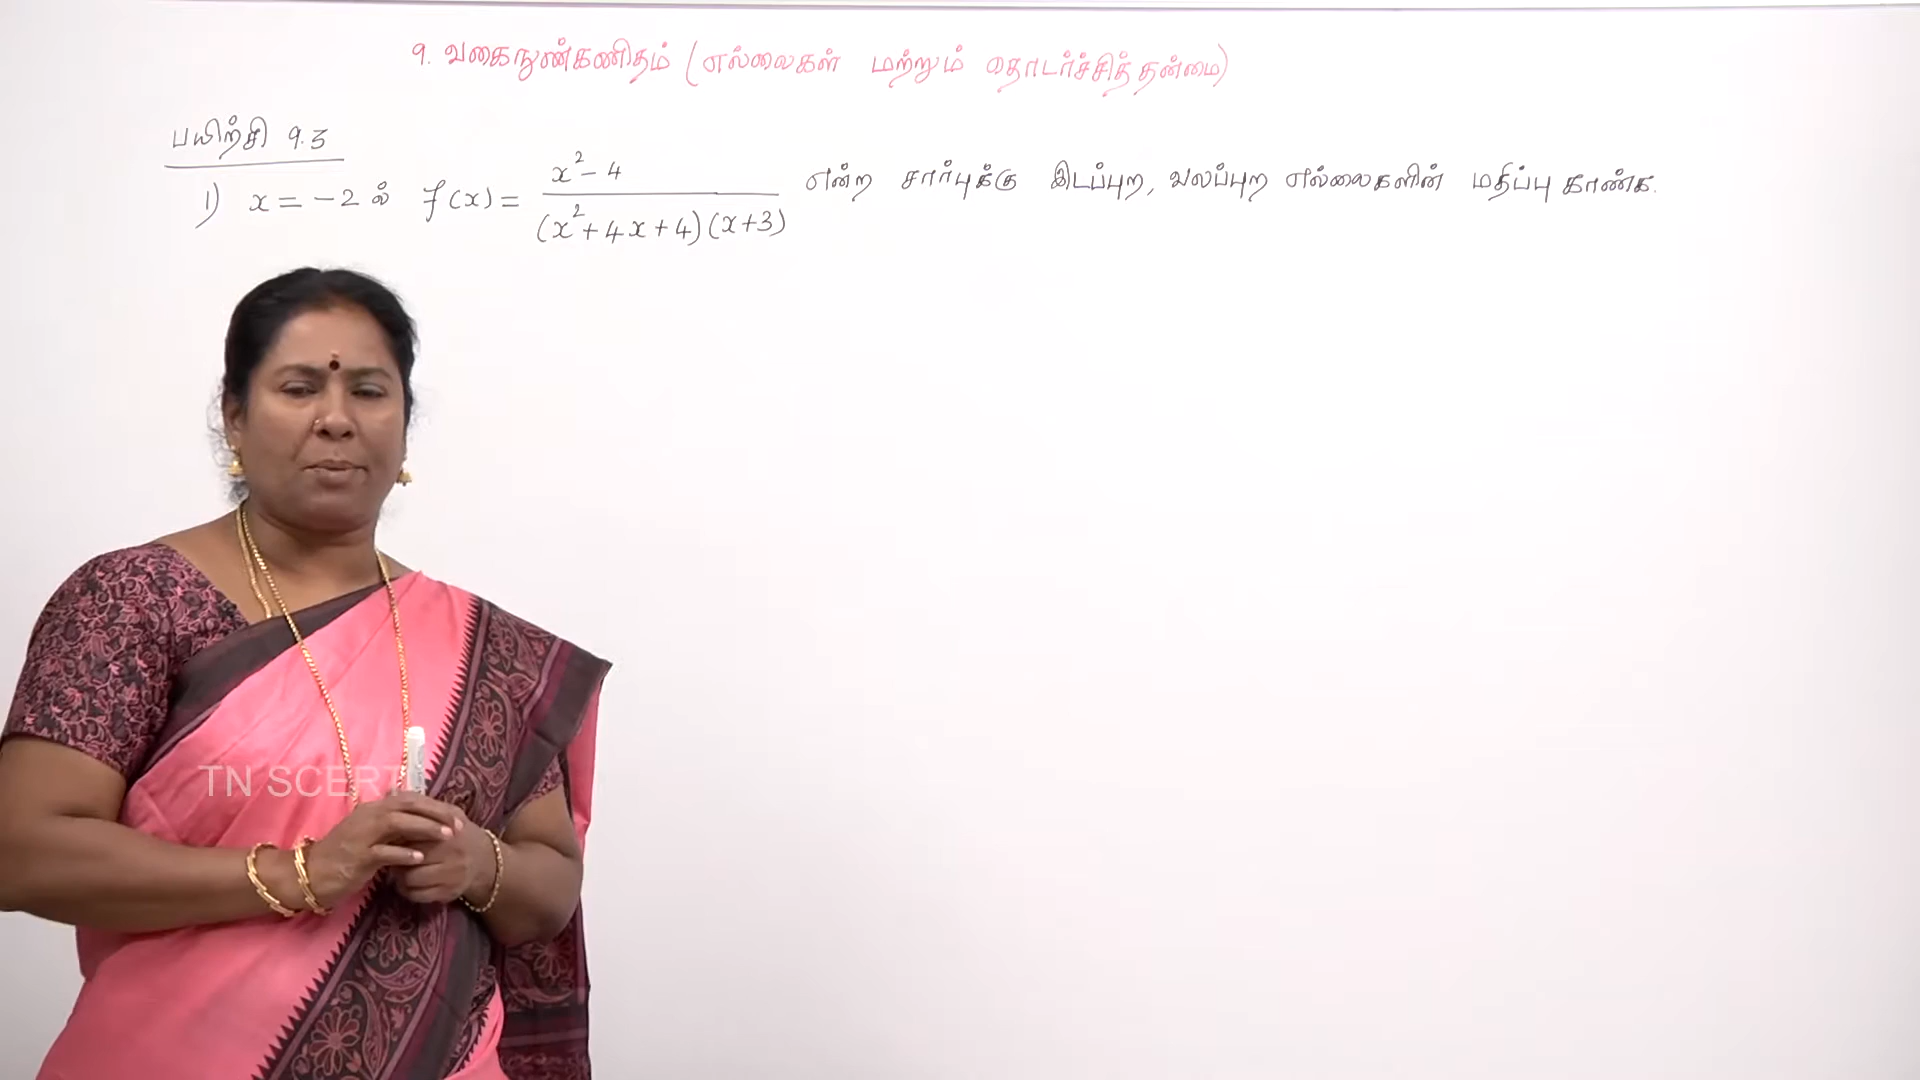 9. வகைநுண்கணிதம் (எல்லைகள் மற்றும் தொடர்ச்சித் தன்மை)
பயிற்சி 9.3
1) x = -2 ல் f(x) = (x² - 4) / ((x² + 4x + 4)(x+3)) என்ற சார்புக்கு இடப்புற, வலப்புற எல்லைகளின் மதிப்பு காண்க.
TN SCERT